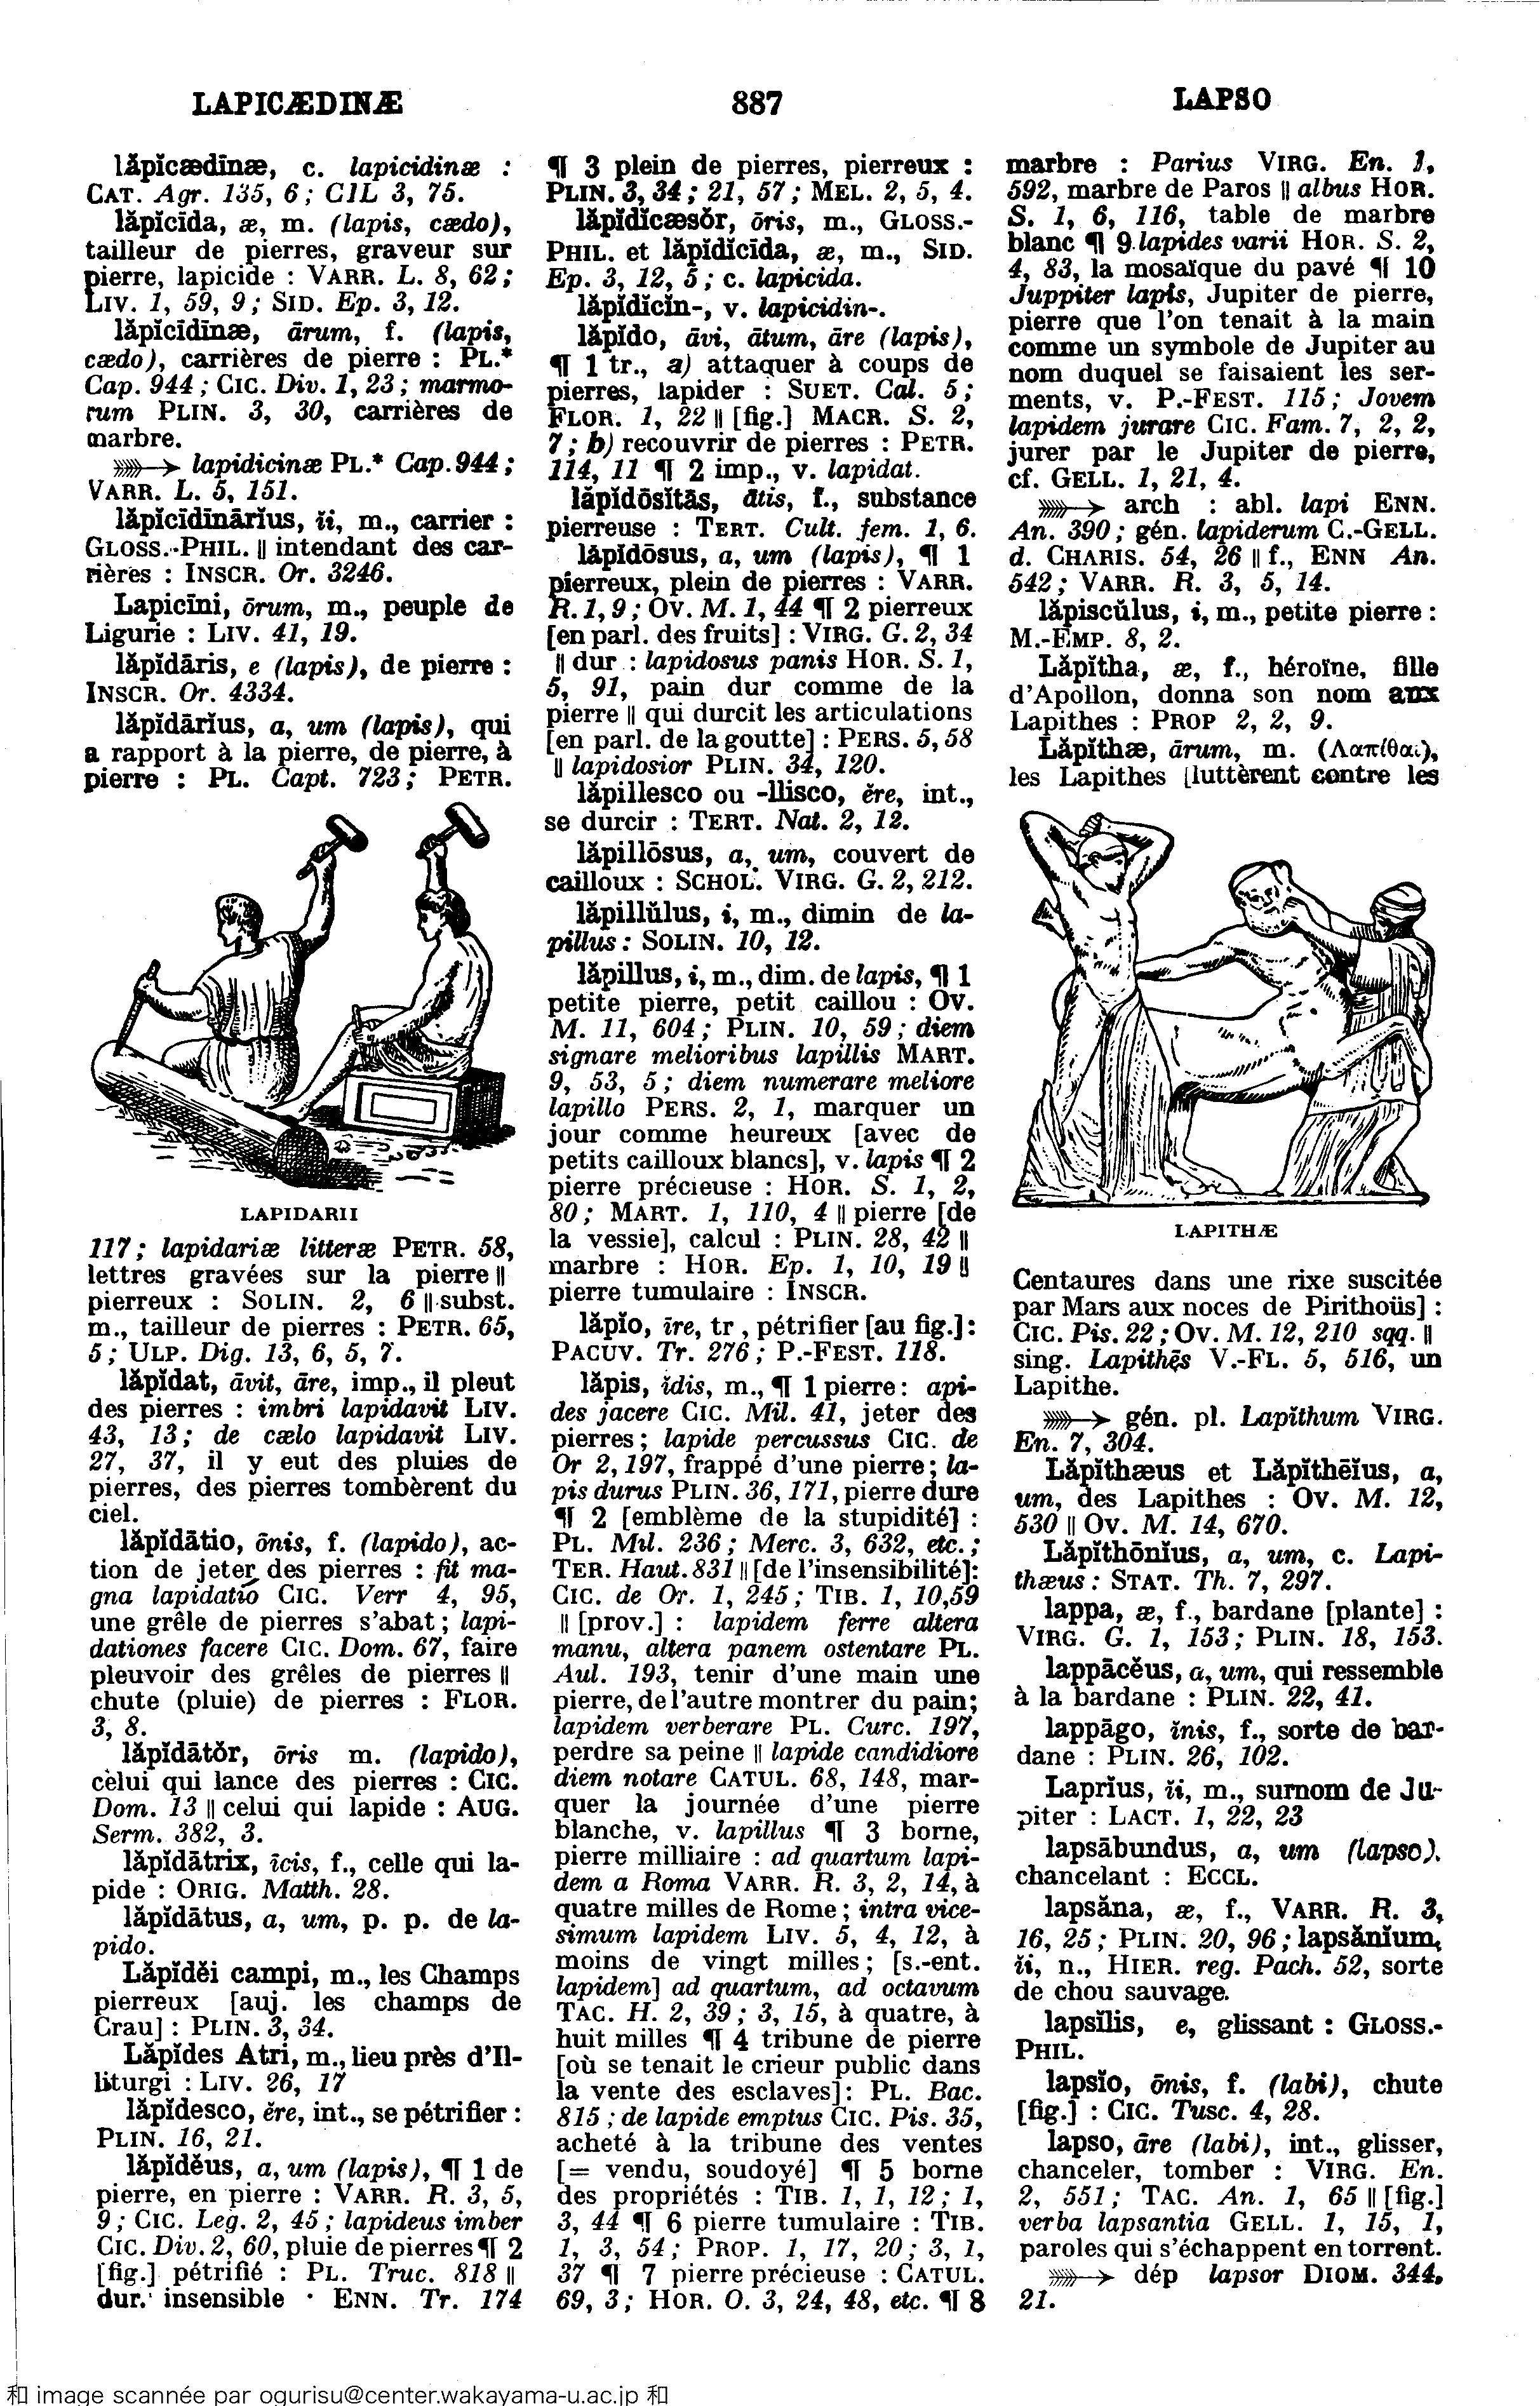 LAPICÆDINÆ
887
LAPSO
lăpĭcædīnæ, c. lapicidinæ :
CAT. Agr. 135, 6 ; CIL 3, 75.
lăpĭcīda, æ, m. (lapis, cædo),
tailleur de pierres, graveur sur
pierre, lapicide : VARR. L. 8, 62 ;
LIV. 1, 59, 9 ; SID. Ep. 3, 12.
lăpĭcīdīnæ, ārum, f. (lapis,
cædo), carrières de pierre : PL.*
Cap. 944 ; CIC. Div. 1, 23 ; marmo-
rum PLIN. 3, 30, carrières de
marbre.
lapidicinæ PL.* Cap. 944 ;
VARR. L. 5, 151.
lăpĭcīdīnārĭus, ĭi, m., carrier :
GLOSS.-PHIL. || intendant des car-
rières : INSCR. Or. 3246.
Lapicīni, ōrum, m., peuple de
Ligurie : LIV. 41, 19.
lăpĭdāris, e (lapis), de pierre :
INSCR. Or. 4334.
lăpĭdārĭus, a, um (lapis), qui
a rapport à la pierre, de pierre, à
pierre : PL. Capt. 723 ; PETR.
LAPIDARII
117 ; lapidariæ litteræ PETR. 58,
lettres gravées sur la pierre ||
pierreux : SOLIN. 2, 6 || subst.
m., tailleur de pierres : PETR. 65,
5 ; ULP. Dig. 13, 6, 5, 7.
lăpĭdat, āvit, āre, imp., il pleut
des pierres : imbri lapidavit LIV.
43, 13 ; de cælo lapidavit LIV.
27, 37, il y eut des pluies de
pierres, des pierres tombèrent du
ciel.
lăpĭdātio, ōnis, f. (lapido), ac-
tion de jeter des pierres : fit ma-
gna lapidatio CIC. Verr 4, 95,
une grêle de pierres s'abat ; lapi-
dationes facere CIC. Dom. 67, faire
pleuvoir des grêles de pierres ||
chute (pluie) de pierres : FLOR.
3, 8.
lăpĭdātŏr, ōris m. (lapido),
celui qui lance des pierres : CIC.
Dom. 13 || celui qui lapide : AUG.
Serm. 382, 3.
lăpĭdātrix, īcis, f., celle qui la-
pide : ORIG. Matth. 28.
lăpĭdātus, a, um, p. p. de la-
pido.
Lăpĭdĕi campi, m., les Champs
pierreux [auj. les champs de
Crau] : PLIN. 3, 34.
Lăpĭdes Atri, m., lieu près d'Il-
liturgi : LIV. 26, 17
lăpĭdesco, ĕre, int., se pétrifier :
PLIN. 16, 21.
lăpĭdĕus, a, um (lapis), ¶ 1 de
pierre, en pierre : VARR. R. 3, 5,
9 ; CIC. Leg. 2, 45 ; lapideus imber
CIC. Div. 2, 60, pluie de pierres ¶ 2
[fig.] pétrifié : PL. Truc. 818 ||
dur. insensible · ENN. Tr. 174
¶ 3 plein de pierres, pierreux :
PLIN. 3, 34 ; 21, 57 ; MEL. 2, 5, 4.
lăpĭdĭcæsŏr, ōris, m., GLOSS.-
PHIL. et lăpĭdĭcīda, æ, m., SID.
Ep. 3, 12, 5 ; c. lapicida.
lăpĭdĭcīn-, v. lapicidin-.
lăpĭdo, āvi, ātum, āre (lapis),
¶ 1 tr., a) attaquer à coups de
pierres, lapider : SUET. Cal. 5 ;
FLOR. 1, 22 || [fig.] MACR. S. 2,
7 ; b) recouvrir de pierres : PETR.
114, 11 ¶ 2 imp., v. lapidat.
lăpĭdōsĭtās, ātis, f., substance
pierreuse : TERT. Cult. fem. 1, 6.
lăpĭdōsus, a, um (lapis), ¶ 1
pierreux, plein de pierres : VARR.
R. 1, 9 ; OV. M. 1, 44 ¶ 2 pierreux
[en parl. des fruits] : VIRG. G. 2, 34
|| dur : lapidosus panis HOR. S. 1,
5, 91, pain dur comme de la
pierre || qui durcit les articulations
[en parl. de la goutte] : PERS. 5, 58
|| lapidosior PLIN. 34, 120.
lăpillesco ou -llisco, ĕre, int.,
se durcir : TERT. Nat. 2, 12.
lăpillōsus, a, um, couvert de
cailloux : SCHOL. VIRG. G. 2, 212.
lăpillŭlus, i, m., dimin de la-
pillus : SOLIN. 10, 12.
lăpillus, i, m., dim. de lapis, ¶ 1
petite pierre, petit caillou : OV.
M. 11, 604 ; PLIN. 10, 59 ; diem
signare melioribus lapillis MART.
9, 53, 5 ; diem numerare meliore
lapillo PERS. 2, 1, marquer un
jour comme heureux [avec de
petits cailloux blancs], v. lapis ¶ 2
pierre précieuse : HOR. S. 1, 2,
80 ; MART. 1, 110, 4 || pierre [de
la vessie], calcul : PLIN. 28, 42 ||
marbre : HOR. Ep. 1, 10, 19 ||
pierre tumulaire : INSCR.
lăpĭo, īre, tr , pétrifier [au fig.] :
PACUV. Tr. 276 ; P.-FEST. 118.
lăpis, ĭdis, m., ¶ 1 pierre : api-
des jacere CIC. Mil. 41, jeter des
pierres ; lapide percussus CIC. de
Or 2, 197, frappé d'une pierre ; la-
pis durus PLIN. 36, 171, pierre dure
¶ 2 [emblème de la stupidité] :
PL. Mil. 236 ; Merc. 3, 632, etc. ;
TER. Haut. 831 || [de l'insensibilité] :
CIC. de Or. 1, 245 ; TIB. 1, 10, 59
|| [prov.] : lapidem ferre altera
manu, altera panem ostentare PL.
Aul. 193, tenir d'une main une
pierre, de l'autre montrer du pain ;
lapidem verberare PL. Curc. 197,
perdre sa peine || lapide candidiore
diem notare CATUL. 68, 148, mar-
quer la journée d'une pierre
blanche, v. lapillus ¶ 3 borne,
pierre milliaire : ad quartum lapi-
dem a Roma VARR. R. 3, 2, 14, à
quatre milles de Rome ; intra vice-
simum lapidem LIV. 5, 4, 12, à
moins de vingt milles ; [s.-ent.
lapidem] ad quartum, ad octavum
TAC. H. 2, 39 ; 3, 15, à quatre, à
huit milles ¶ 4 tribune de pierre
[où se tenait le crieur public dans
la vente des esclaves] : PL. Bac.
815 ; de lapide emptus CIC. Pis. 35,
acheté à la tribune des ventes
[= vendu, soudoyé] ¶ 5 borne
des propriétés : TIB. 1, 1, 12 ; 1,
3, 44 ¶ 6 pierre tumulaire : TIB.
1, 3, 54 ; PROP. 1, 17, 20 ; 3, 1,
37 ¶ 7 pierre précieuse : CATUL.
69, 3 ; HOR. O. 3, 24, 48, etc. ¶ 8
marbre : Parius VIRG. En. 1,
592, marbre de Paros || albus HOR.
S. 1, 6, 116, table de marbre
blanc ¶ 9 lapides varii HOR. S. 2,
4, 83, la mosaïque du pavé ¶ 10
Juppiter lapis, Jupiter de pierre,
pierre que l'on tenait à la main
comme un symbole de Jupiter au
nom duquel se faisaient les ser-
ments, v. P.-FEST. 115 ; Jovem
lapidem jurare CIC. Fam. 7, 2, 2,
jurer par le Jupiter de pierre,
cf. GELL. 1, 21, 4.
arch : abl. lapi ENN.
An. 390 ; gén. lapiderum C.-GELL.
d. CHARIS. 54, 26 || f., ENN An.
542 ; VARR. R. 3, 5, 14.
lăpiscŭlus, i, m., petite pierre :
M.-EMP. 8, 2.
Lăpĭtha, æ, f., héroïne, fille
d'Apollon, donna son nom aux
Lapithes : PROP 2, 2, 9.
Lăpĭthæ, ārum, m. (Λαπίθαι),
les Lapithes [luttèrent contre les
LAPITHÆ
Centaures dans une rixe suscitée
par Mars aux noces de Pirithoüs] :
CIC. Pis. 22 ; OV. M. 12, 210 sqq. ||
sing. Lapithēs V.-FL. 5, 516, un
Lapithe.
gén. pl. Lapĭthum VIRG.
En. 7, 304.
Lăpĭthæus et Lăpĭthēĭus, a,
um, des Lapithes : OV. M. 12,
530 || OV. M. 14, 670.
Lăpĭthōnĭus, a, um, c. Lapi-
thæus : STAT. Th. 7, 297.
lappa, æ, f., bardane [plante] :
VIRG. G. 1, 153 ; PLIN. 18, 153.
lappācĕus, a, um, qui ressemble
à la bardane : PLIN. 22, 41.
lappāgo, ĭnis, f., sorte de bar-
dane : PLIN. 26, 102.
Laprĭus, ĭi, m., surnom de Ju-
piter : LACT. 1, 22, 23
lapsābundus, a, um (lapso),
chancelant : ECCL.
lapsăna, æ, f., VARR. R. 3,
16, 25 ; PLIN. 20, 96 ; lapsănĭum,
ĭi, n., HIER. reg. Pach. 52, sorte
de chou sauvage.
lapsĭlis, e, glissant : GLOSS.-
PHIL.
lapsĭo, ōnis, f. (labi), chute
[fig.] : CIC. Tusc. 4, 28.
lapso, āre (labi), int., glisser,
chanceler, tomber : VIRG. En.
2, 551 ; TAC. An. 1, 65 || [fig.]
verba lapsantia GELL. 1, 15, 1,
paroles qui s'échappent en torrent.
dép lapsor DIOM. 344,
21.
和 image scannée par ogurisu@center.wakayama-u.ac.jp 和